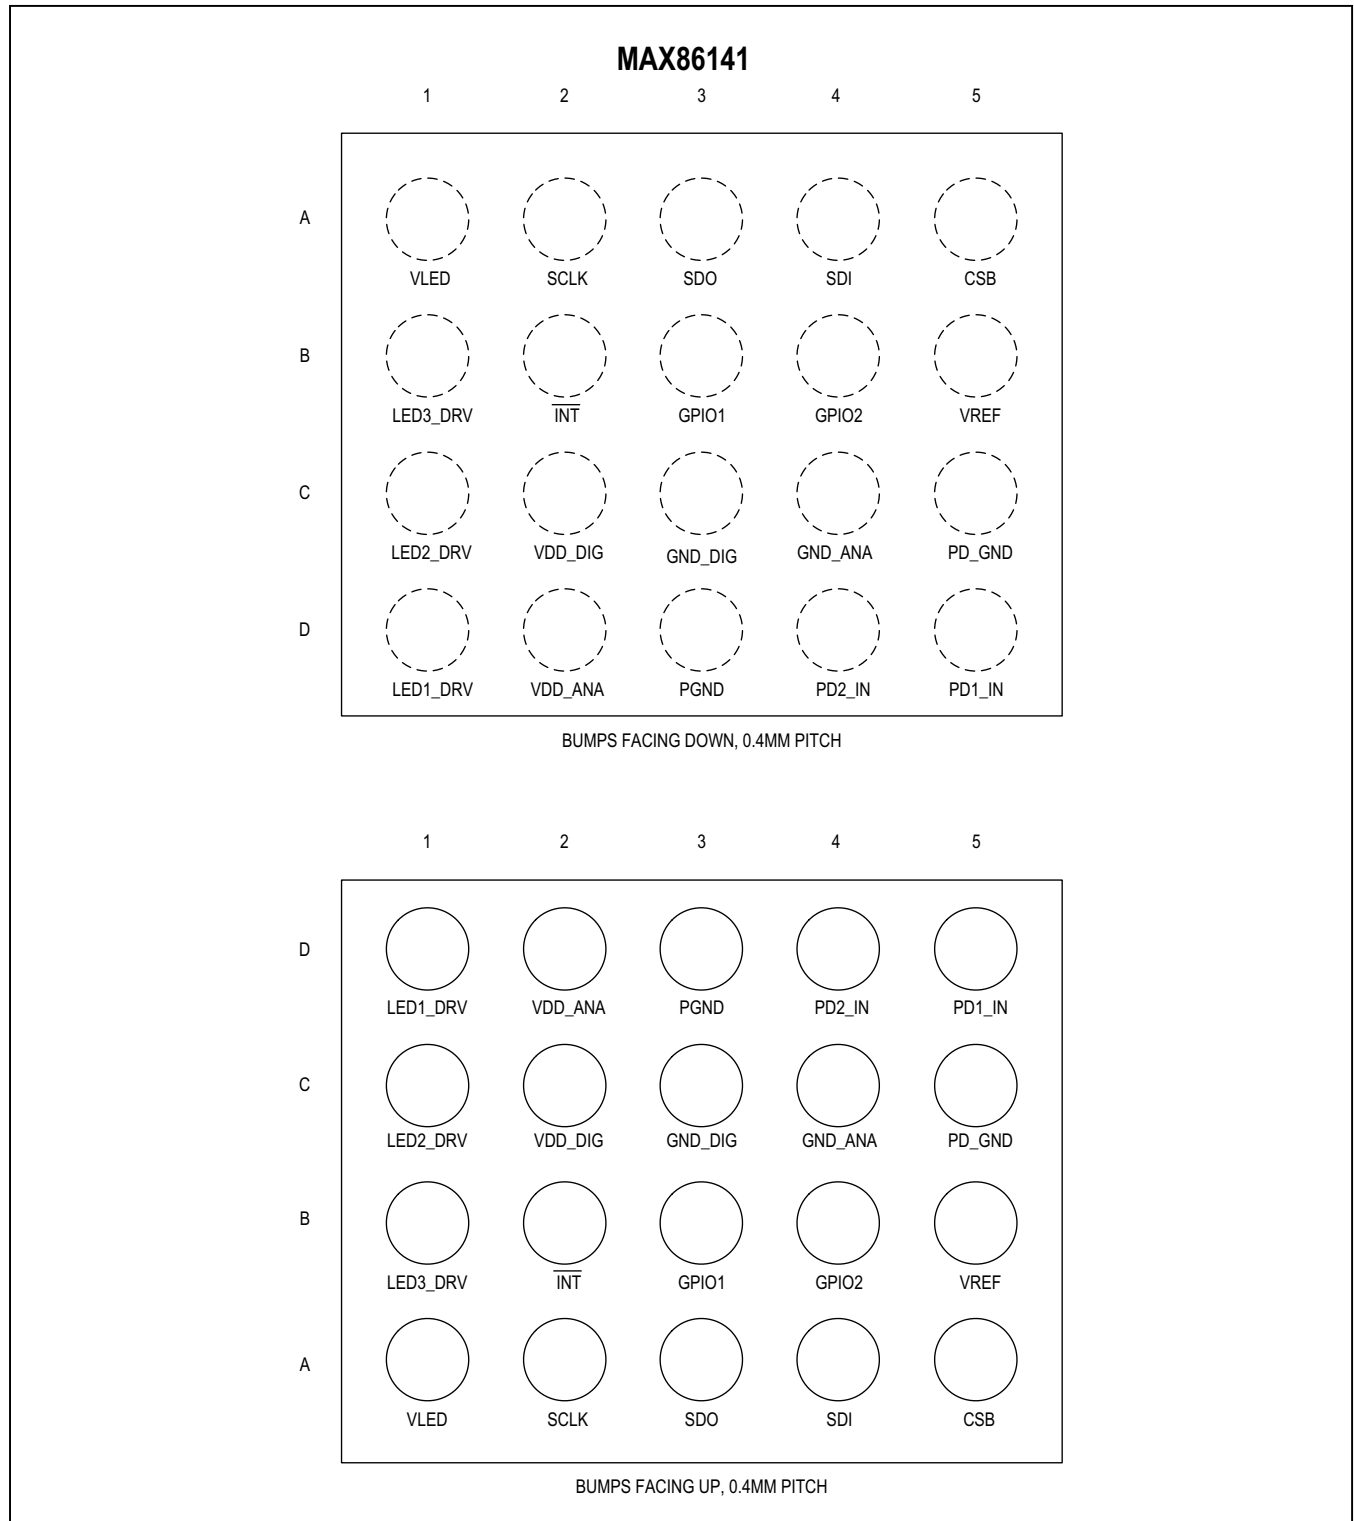 MAX86141
1 2 3 4 5
A
VLED SCLK SDO SDI CSB
B
LED3_DRV INT GPIO1 GPIO2 VREF
C
LED2_DRV VDD_DIG GND_DIG GND_ANA PD_GND
D
LED1_DRV VDD_ANA PGND PD2_IN PD1_IN
BUMPS FACING DOWN, 0.4MM PITCH
1 2 3 4 5
D
LED1_DRV VDD_ANA PGND PD2_IN PD1_IN
C
LED2_DRV VDD_DIG GND_DIG GND_ANA PD_GND
B
LED3_DRV INT GPIO1 GPIO2 VREF
A
VLED SCLK SDO SDI CSB
BUMPS FACING UP, 0.4MM PITCH